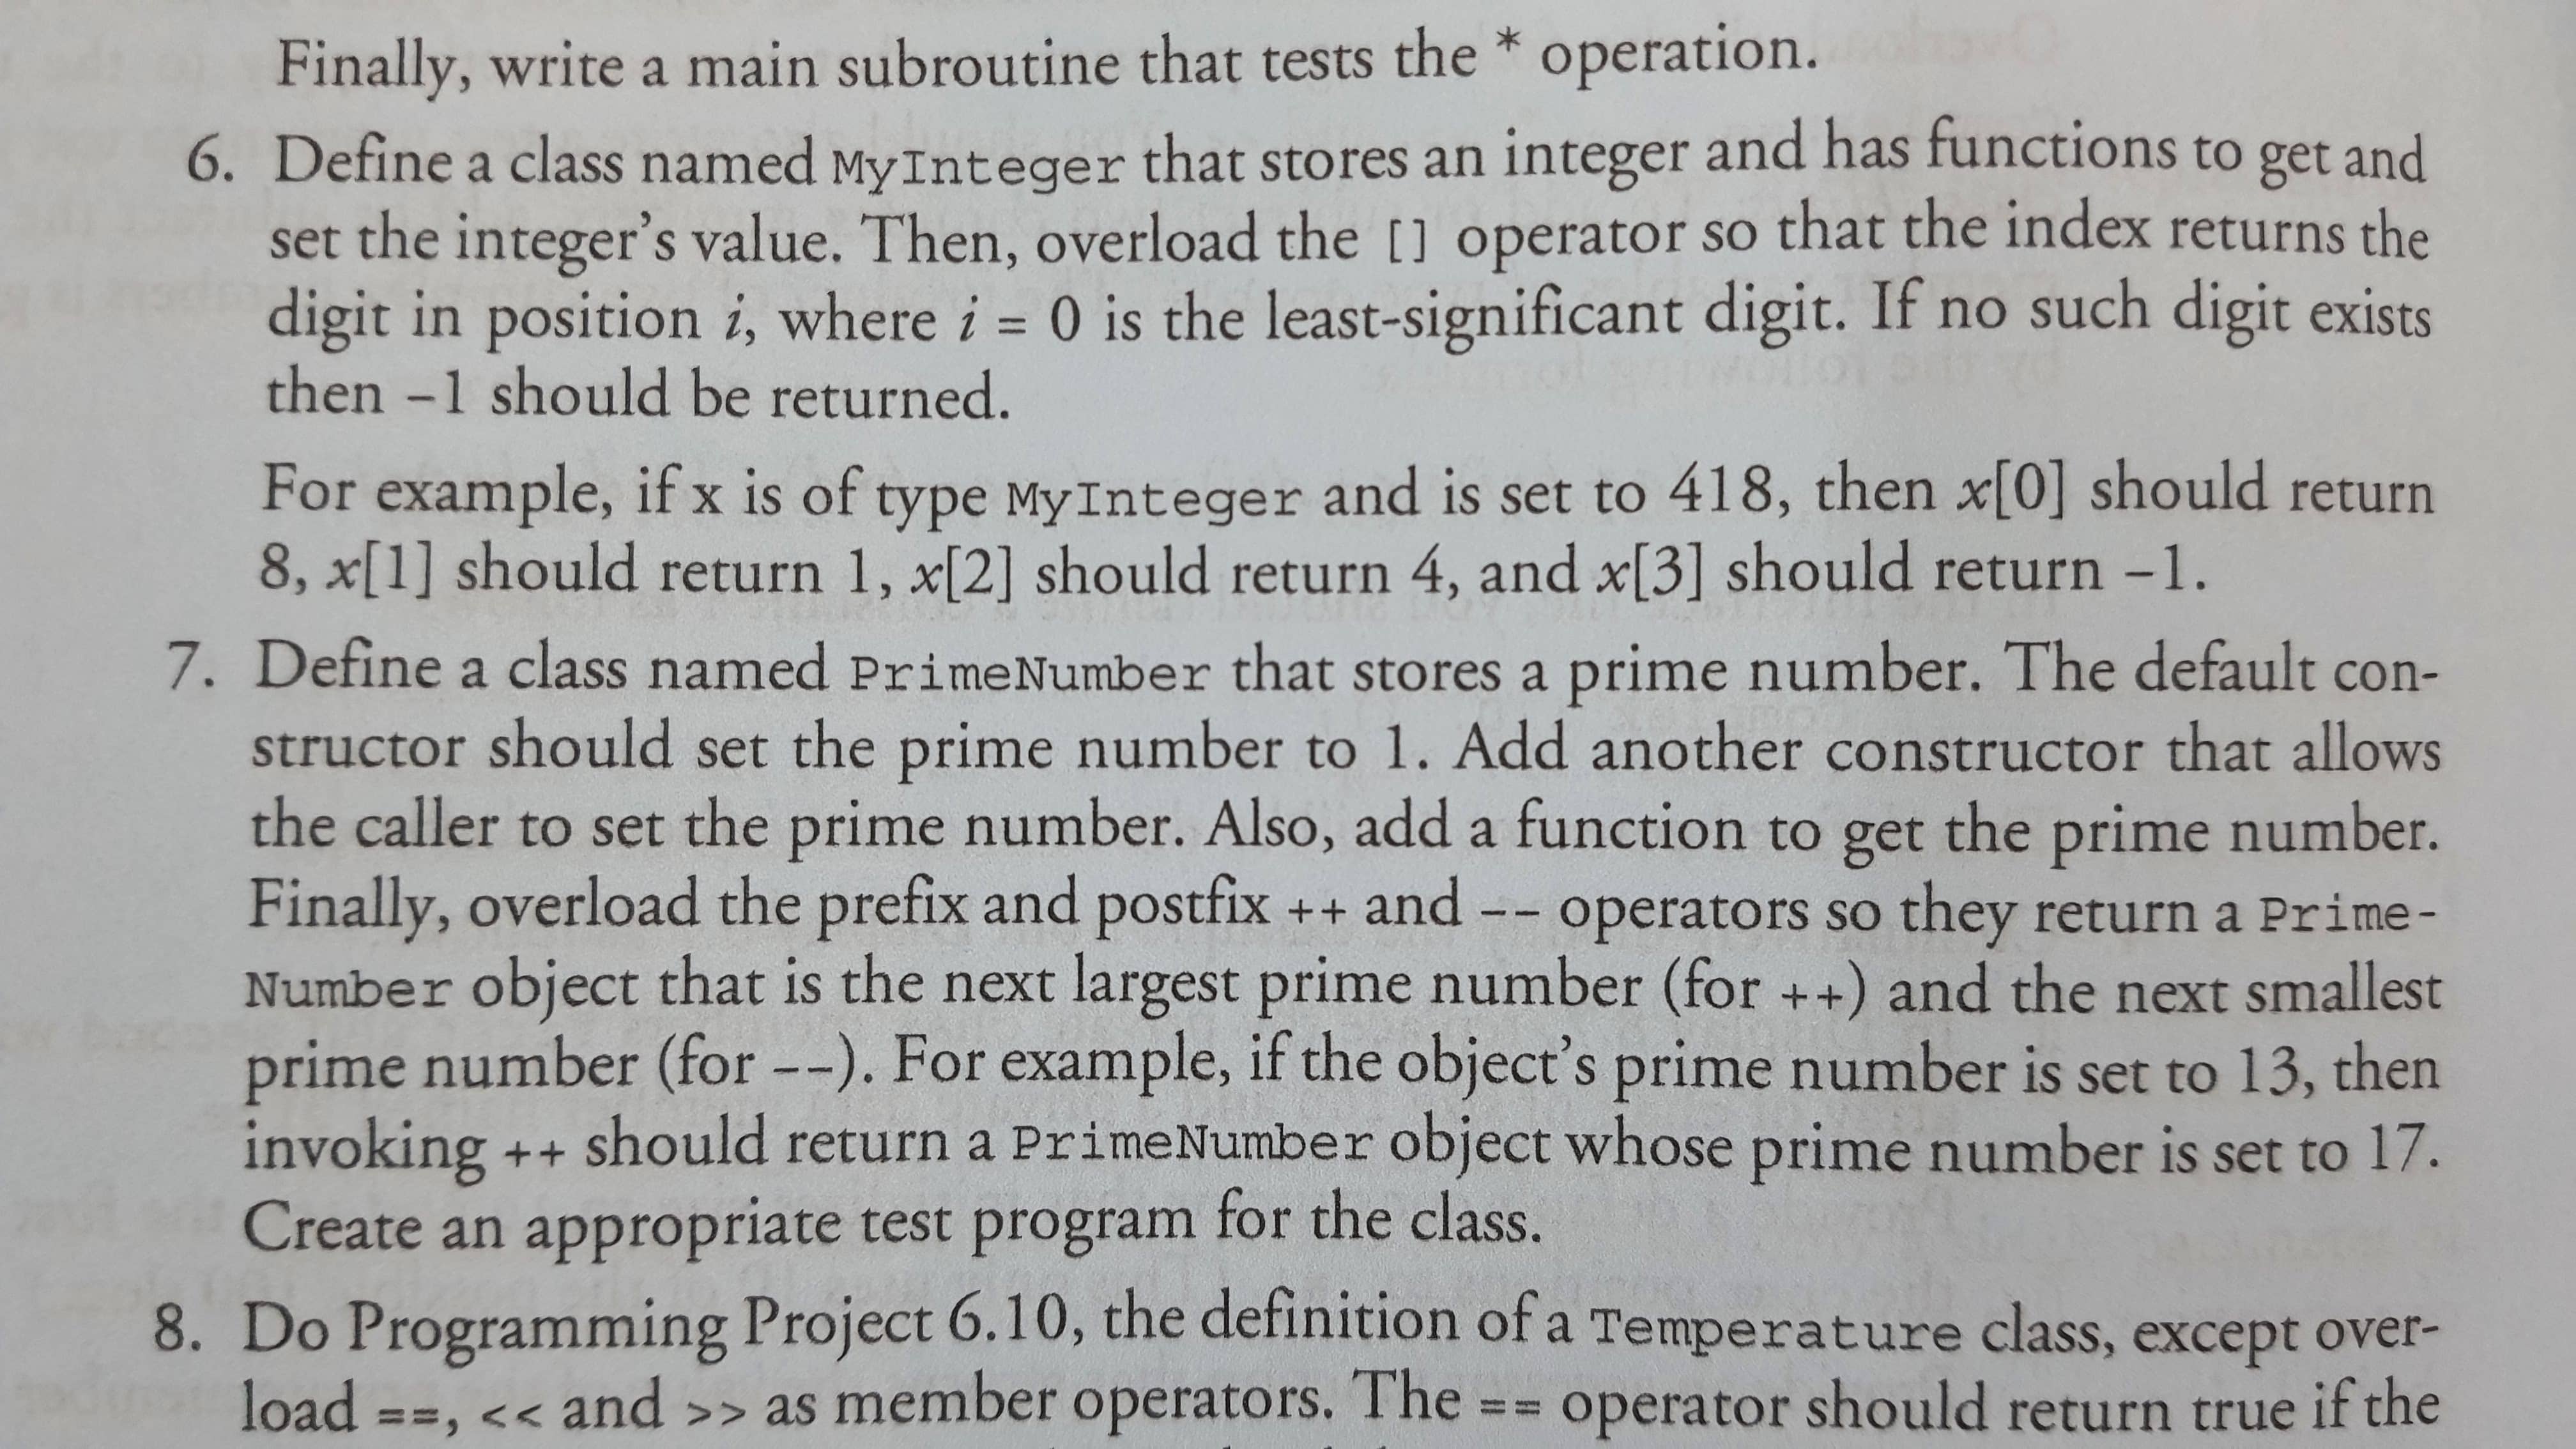 Finally, write a main subroutine that tests the * operation.
6. Define a class named MyInteger that stores an integer and has functions to get and
set the integer’s value. Then, overload the [] operator so that the index returns the
digit in position i, where i = 0 is the least-significant digit. If no such digit exists
then –1 should be returned.
For example, if x is of type MyInteger and is set to 418, then x[0] should return
8, x[1] should return 1, x[2] should return 4, and x[3] should return –1.
7. Define a class named PrimeNumber that stores a prime number. The default con-
structor should set the prime number to 1. Add another constructor that allows
the caller to set the prime number. Also, add a function to get the prime number.
Finally, overload the prefix and postfix ++ and -- operators so they return a Prime-
Number object that is the next largest prime number (for ++) and the next smallest
prime number (for --). For example, if the object’s prime number is set to 13, then
invoking ++ should return a PrimeNumber object whose prime number is set to 17.
Create an appropriate test program for the class.
8. Do Programming Project 6.10, the definition of a Temperature class, except over-
load ==, << and >> as member operators. The == operator should return true if the